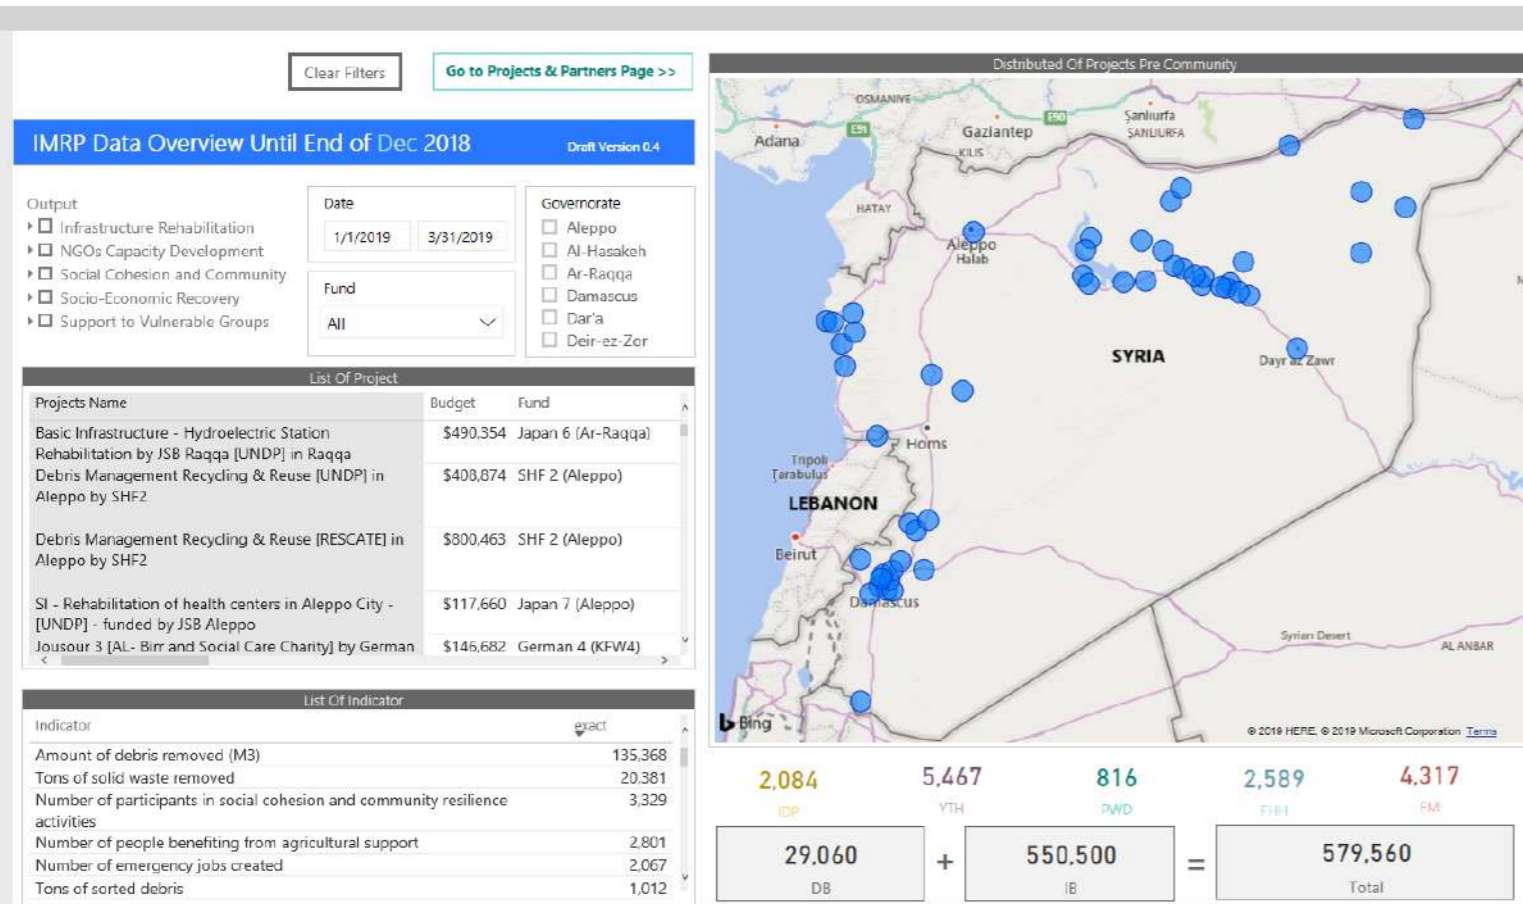 Clear Filters
Go to Projects & Partners Page >>
IMRP Data Overview Until End of Dec 2018
Draft Version 0.4
Output
Infrastructure Rehabilitation
NGOs Capacity Development
Social Cohesion and Community
Socio-Economic Recovery
Support to Vulnerable Groups
Date
1/1/2019
3/31/2019
Fund
All
Governorate
Aleppo
Al-Hasakeh
Ar-Raqqa
Damascus
Dar'a
Deir-ez-Zor
List Of Project
Projects Name Budget Fund
Basic Infrastructure - Hydroelectric Station $490,354 Japan 6 (Ar-Raqqa)
Rehabilitation by JSB Raqqa [UNDP] in Raqqa
Debris Management Recycling & Reuse [UNDP] in $408,874 SHF 2 (Aleppo)
Aleppo by SHF2
Debris Management Recycling & Reuse [RESCATE] in $800,463 SHF 2 (Aleppo)
Aleppo by SHF2
SI - Rehabilitation of health centers in Aleppo City - $117,660 Japan 7 (Aleppo)
[UNDP] - funded by JSB Aleppo
Jousour 3 [AL- Birr and Social Care Charity] by German $146,682 German 4 (KFW4)
List Of Indicator
Indicator exact
Amount of debris removed (M3) 135,368
Tons of solid waste removed 20,381
Number of participants in social cohesion and community resilience 3,329
activities
Number of people benefiting from agricultural support 2,801
Number of emergency jobs created 2,067
Tons of sorted debris 1,012
Distributed Of Projects Pre Community
OSMANIYE
Adana
E91
Gaziantep
E90
Şanlıurfa
ŞANLIURFA
KILIS
HATAY
Aleppo
Halab
SYRIA
Dayr az Zawr
Homs
Tripoli
Ţarabulus
LEBANON
Beirut
Damascus
Syrian Desert
AL ANBAR
Bing
© 2019 HERE, © 2019 Microsoft Corporation Terms
2,084 5,467 816 2,589 4,317
IDP YTH PWD FHH FM
29,060 + 550,500 = 579,560
DB IB Total